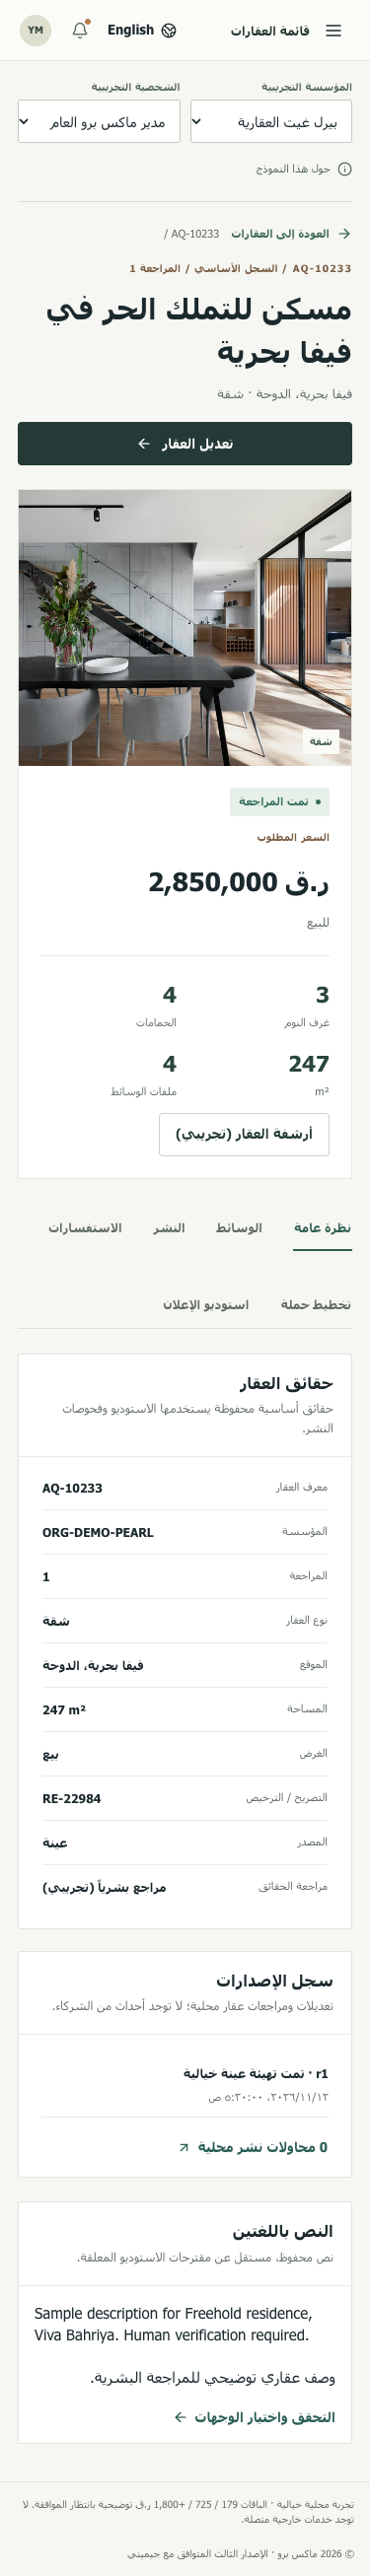 قائمة العقارات
English
YM
المؤسسة التجريبية
الشخصية التجريبية
بيرل غيت العقارية
مدير ماكس برو العام
حول هذا النموذج
العودة إلى العقارات
/ AQ-10233
AQ-10233 / السجل الأساسي / المراجعة 1
مسكن للتملك الحر في
فيفا بحرية
فيفا بحرية، الدوحة · شقة
تعديل العقار
شقة
تمت المراجعة
السعر المطلوب
ر.ق 2,850,000
للبيع
3
4
غرف النوم
الحمامات
247
4
m²
ملفات الوسائط
أرشفة العقار (تجريبي)
نظرة عامة
الوسائط
النشر
الاستفسارات
تخطيط حملة
استوديو الإعلان
حقائق العقار
حقائق أساسية محفوظة يستخدمها الاستوديو وفحوصات
النشر.
معرف العقار AQ-10233
المؤسسة ORG-DEMO-PEARL
المراجعة 1
نوع العقار شقة
الموقع فيفا بحرية، الدوحة
المساحة 247 m²
الغرض بيع
التصريح / الترخيص RE-22984
المصدر عينة
مراجعة الحقائق مراجع بشرياً (تجريبي)
سجل الإصدارات
تعديلات ومراجعات عقار محلية؛ لا توجد أحداث من الشركاء.
r1 · تمت تهيئة عينة خيالية
١٢‏/١١‏/٢٠٢٦، ٥:٣٠:٠٠ ص
0 محاولات نشر محلية
النص باللغتين
نص محفوظ، مستقل عن مقترحات الاستوديو المعلقة.
Sample description for Freehold residence,
Viva Bahriya. Human verification required.
وصف عقاري توضيحي للمراجعة البشرية.
التحقق واختيار الوجهات
تجربة محلية خيالية · الباقات 179 / 725 / +1,800 ر.ق توضيحية بانتظار الموافقة. لا
توجد خدمات خارجية متصلة.
© 2026 ماكس برو · الإصدار الثالث المتوافق مع جيميني